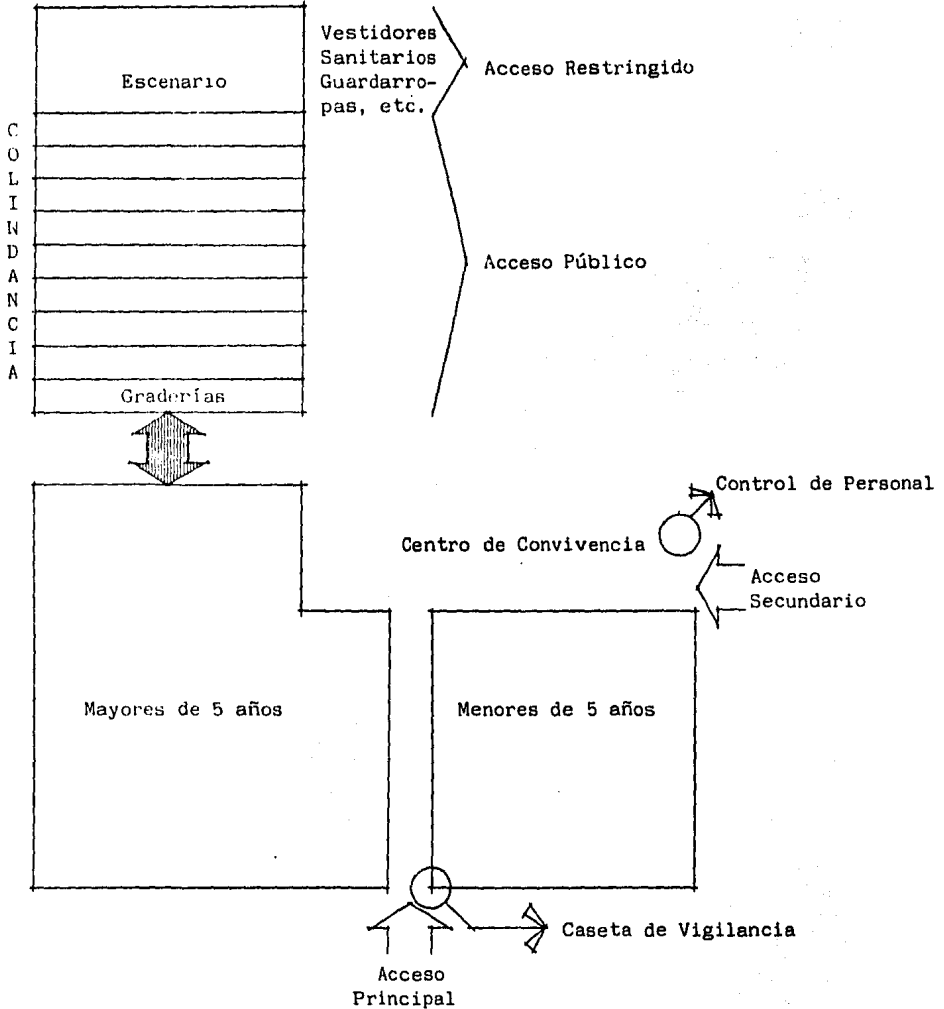 Vestidores
Sanitarios
Guardarro-
pas, etc.
Acceso Restringido
Escenario
COLINDANCIA
Acceso Público
Graderías
Control de Personal
Centro de Convivencia
Acceso
Secundario
Mayores de 5 años
Menores de 5 años
Caseta de Vigilancia
Acceso
Principal